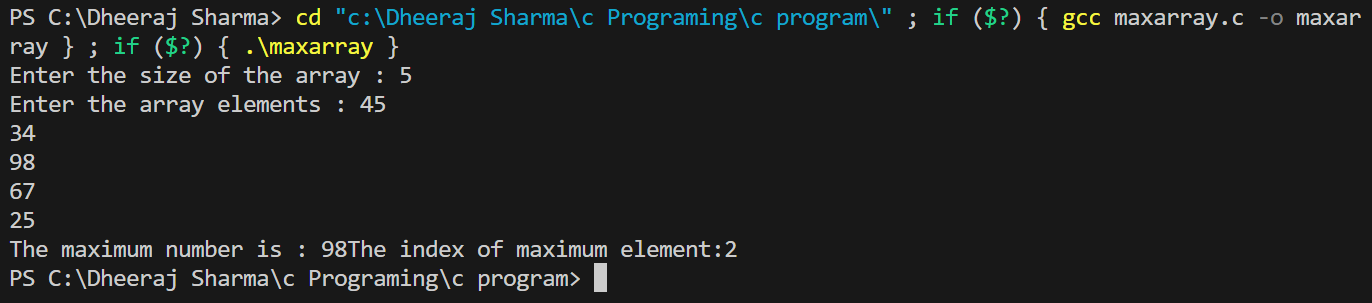 PS C:\Dheeraj Sharma> cd "c:\Dheeraj Sharma\c Programing\c program\" ; if ($?) { gcc maxarray.c -o maxar
ray } ; if ($?) { .\maxarray }
Enter the size of the array : 5
Enter the array elements : 45
34
98
67
25
The maximum number is : 98The index of maximum element:2
PS C:\Dheeraj Sharma\c Programing\c program>